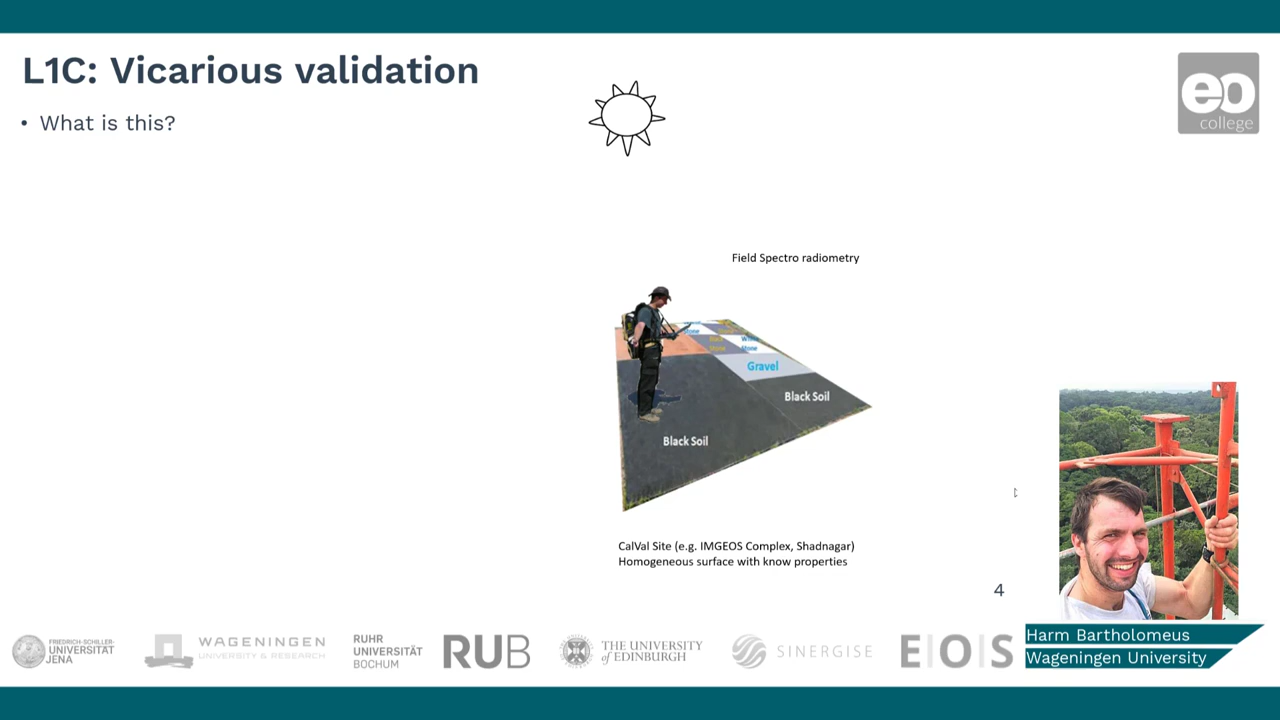 L1C: Vicarious validation
• What is this?
eo
college
Field Spectro radiometry
Stone
Gravel
Black Soil
Black Soil
CalVal Site (e.g. IMGEOS Complex, Shadnagar)
Homogeneous surface with know properties
4
FRIEDRICH-SCHILLER-
UNIVERSITÄT
JENA
WAGENINGEN
UNIVERSITY & RESEARCH
RUHR
UNIVERSITÄT
BOCHUM
RUB
THE UNIVERSITY
of EDINBURGH
SINERGISE
E|O|S
Harm Bartholomeus
Wageningen University